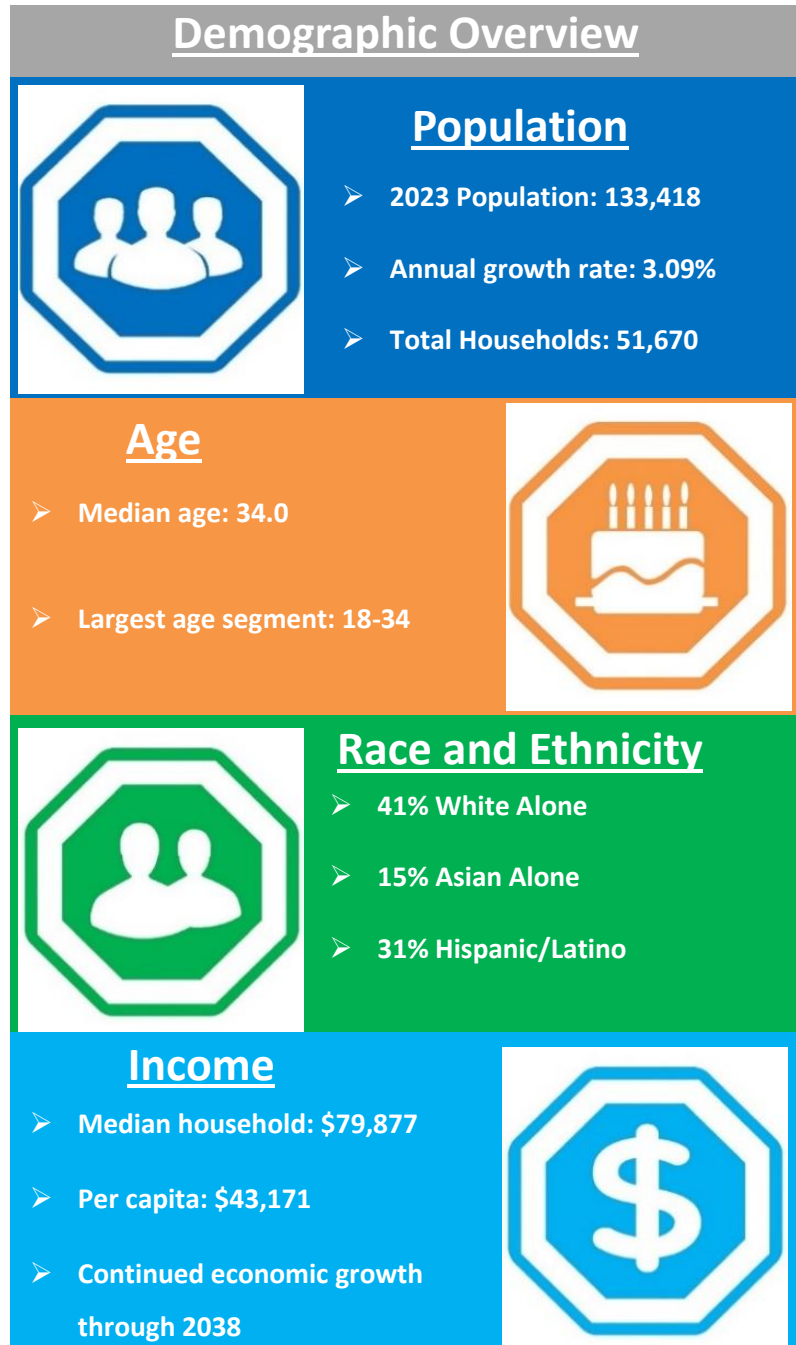 Demographic Overview
Population
➢ 2023 Population: 133,418
➢ Annual growth rate: 3.09%
➢ Total Households: 51,670
Age
➢ Median age: 34.0
➢ Largest age segment: 18-34
Race and Ethnicity
➢ 41% White Alone
➢ 15% Asian Alone
➢ 31% Hispanic/Latino
Income
➢ Median household: $79,877
➢ Per capita: $43,171
➢ Continued economic growth
through 2038
$